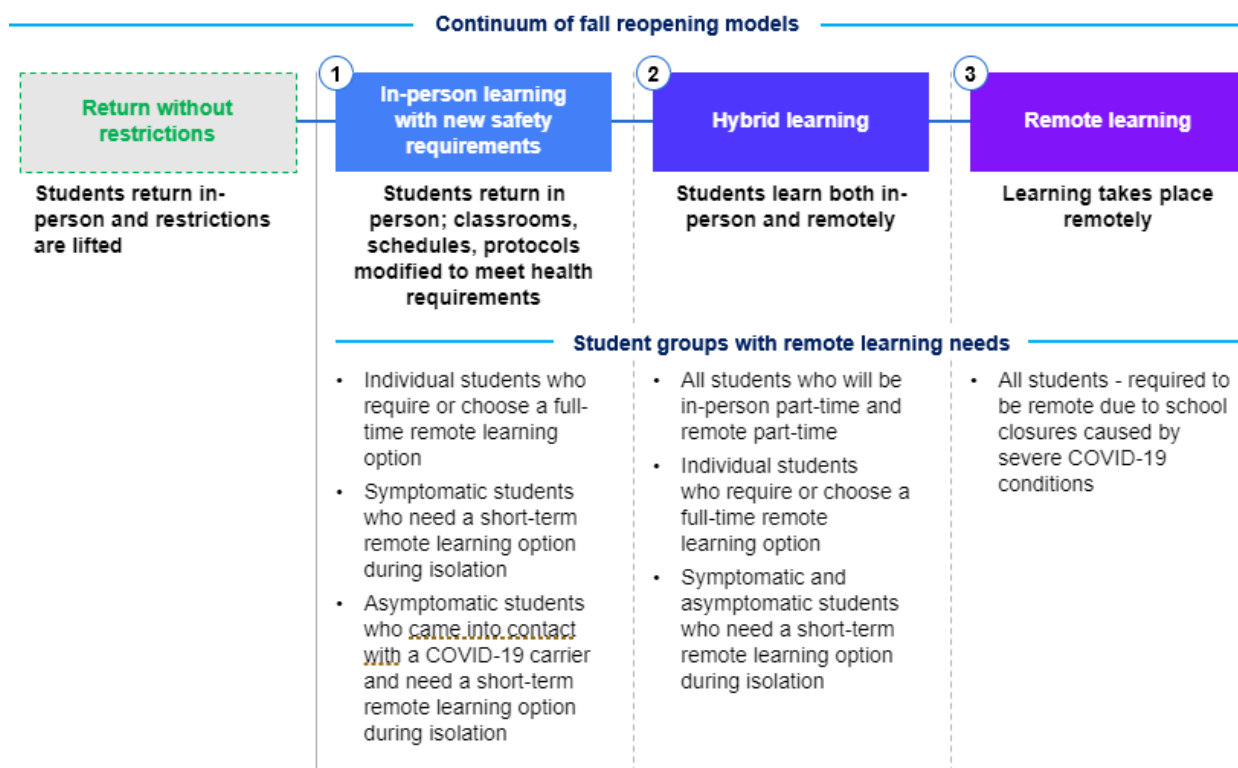 Continuum of fall reopening models
Return without
restrictions
Students return in-
person and restrictions
are lifted
1
In-person learning
with new safety
requirements
Students return in
person; classrooms,
schedules, protocols
modified to meet health
requirements
2
Hybrid learning
Students learn both in-
person and remotely
3
Remote learning
Learning takes place
remotely
Student groups with remote learning needs
• Individual students who
require or choose a full-
time remote learning
option
• Symptomatic students
who need a short-term
remote learning option
during isolation
• Asymptomatic students
who came into contact
with a COVID-19 carrier
and need a short-term
remote learning option
during isolation
• All students who will be
in-person part-time and
remote part-time
• Individual students
who require or choose a
full-time remote
learning option
• Symptomatic and
asymptomatic students
who need a short-term
remote learning option
during isolation
• All students - required to
be remote due to school
closures caused by
severe COVID-19
conditions